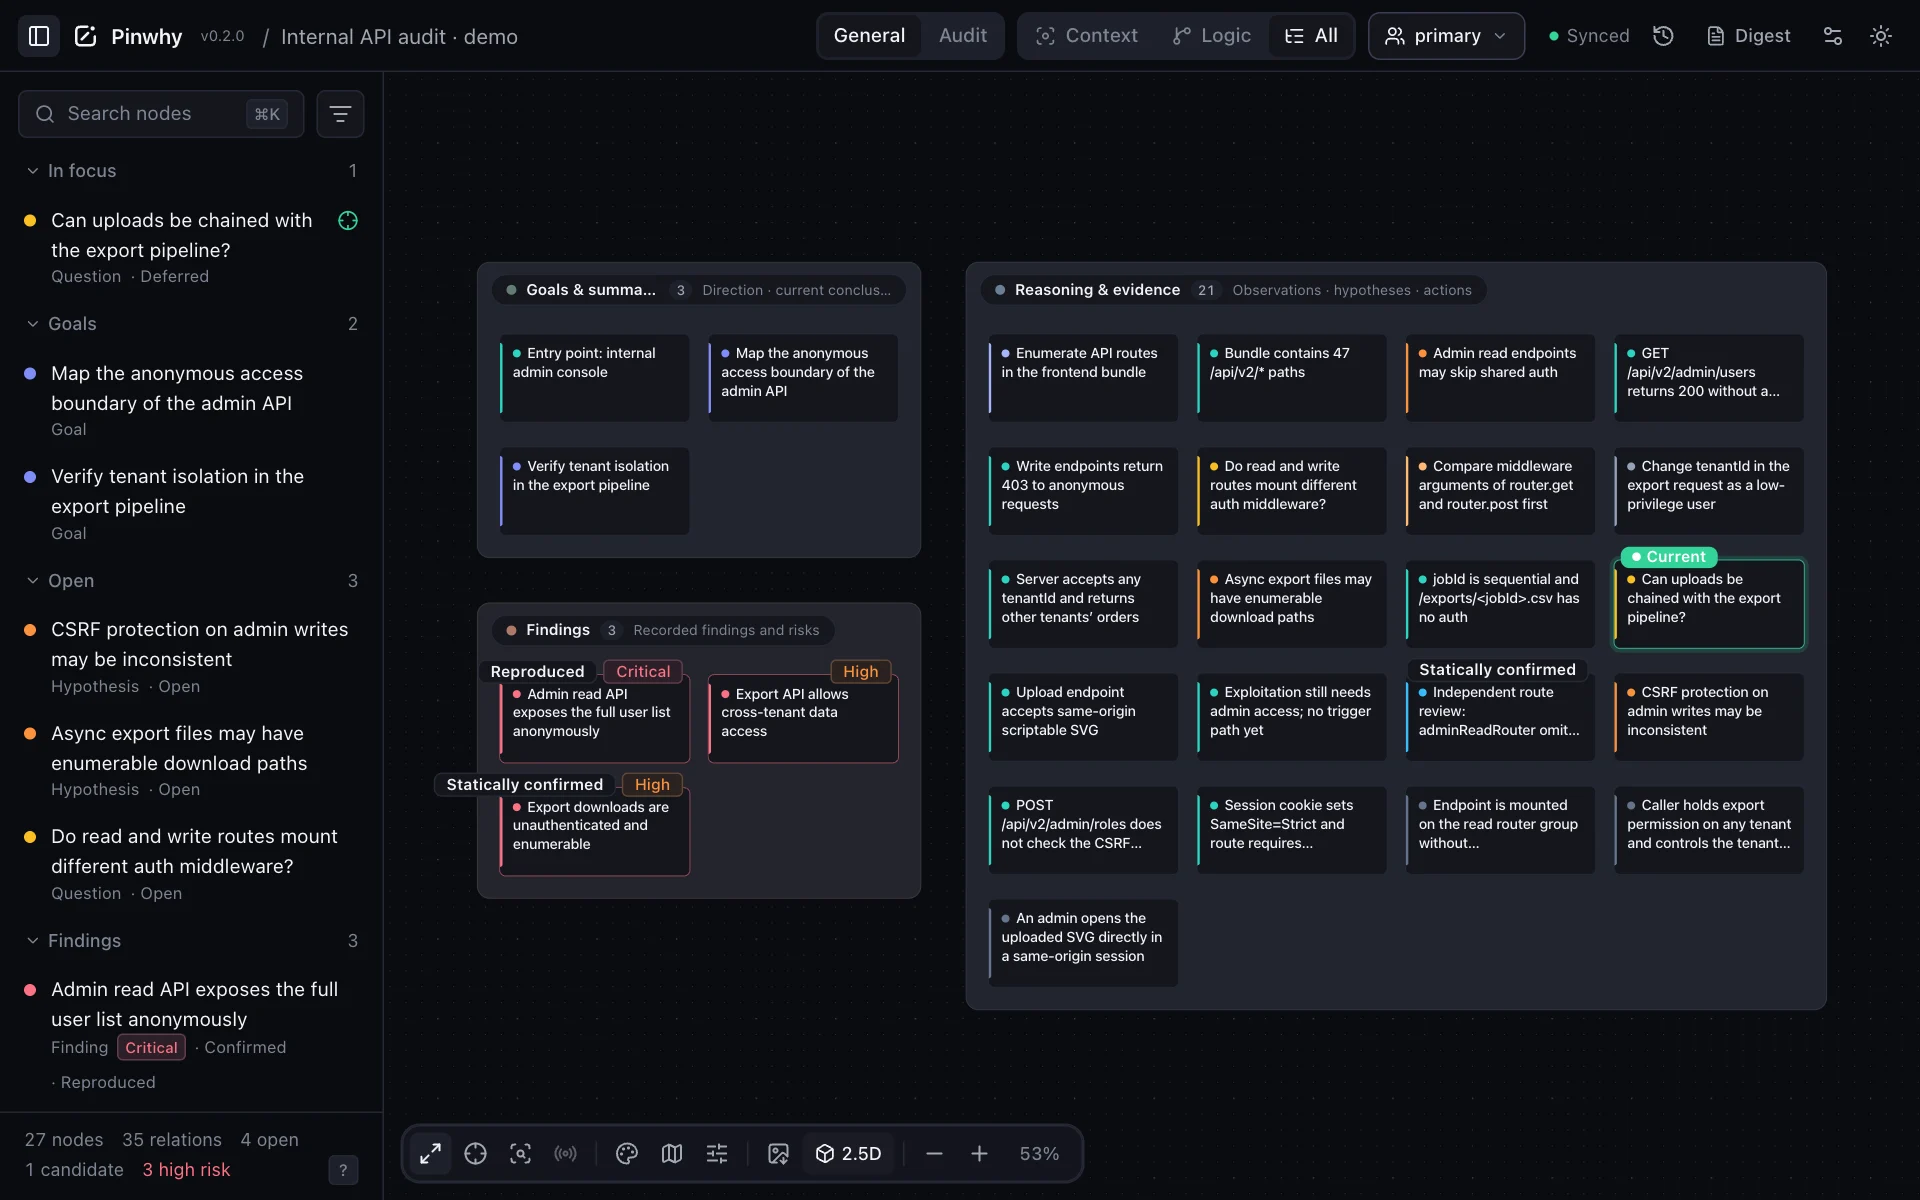 Pinwhy v0.2.0 / Internal API audit · demo
General Audit Context Logic All primary Synced Digest
Search nodes ⌘K
In focus 1
Can uploads be chained with
the export pipeline?
Question · Deferred
Goals 2
Map the anonymous access
boundary of the admin API
Goal
Verify tenant isolation in the
export pipeline
Goal
Open 3
CSRF protection on admin writes
may be inconsistent
Hypothesis · Open
Async export files may have
enumerable download paths
Hypothesis · Open
Do read and write routes mount
different auth middleware?
Question · Open
Findings 3
Admin read API exposes the full
user list anonymously
Finding Critical · Confirmed
· Reproduced
27 nodes 35 relations 4 open
1 candidate 3 high risk ?
Goals & summa... 3 Direction · current conclus...
Entry point: internal
admin console
Map the anonymous
access boundary of the
admin API
Verify tenant isolation
in the export pipeline
Findings 3 Recorded findings and risks
Reproduced Critical
Admin read API
exposes the full user list
anonymously
High
Export API allows
cross-tenant data
access
Statically confirmed High
Export downloads are
unauthenticated and
enumerable
Reasoning & evidence 21 Observations · hypotheses · actions
Enumerate API routes
in the frontend bundle
Bundle contains 47
/api/v2/* paths
Admin read endpoints
may skip shared auth
GET
/api/v2/admin/users
returns 200 without a...
Write endpoints return
403 to anonymous
requests
Do read and write
routes mount different
auth middleware?
Compare middleware
arguments of router.get
and router.post first
Change tenantId in the
export request as a low-
privilege user
Server accepts any
tenantId and returns
other tenants’ orders
Async export files may
have enumerable
download paths
jobId is sequential and
/exports/<jobId>.csv has
no auth
Current
Can uploads be
chained with the export
pipeline?
Upload endpoint
accepts same-origin
scriptable SVG
Exploitation still needs
admin access; no trigger
path yet
Statically confirmed
Independent route
review:
adminReadRouter omit...
CSRF protection on
admin writes may be
inconsistent
POST
/api/v2/admin/roles does
not check the CSRF...
Session cookie sets
SameSite=Strict and
route requires...
Endpoint is mounted
on the read router group
without...
Caller holds export
permission on any tenant
and controls the tenant...
An admin opens the
uploaded SVG directly in
a same-origin session
2.5D 53%